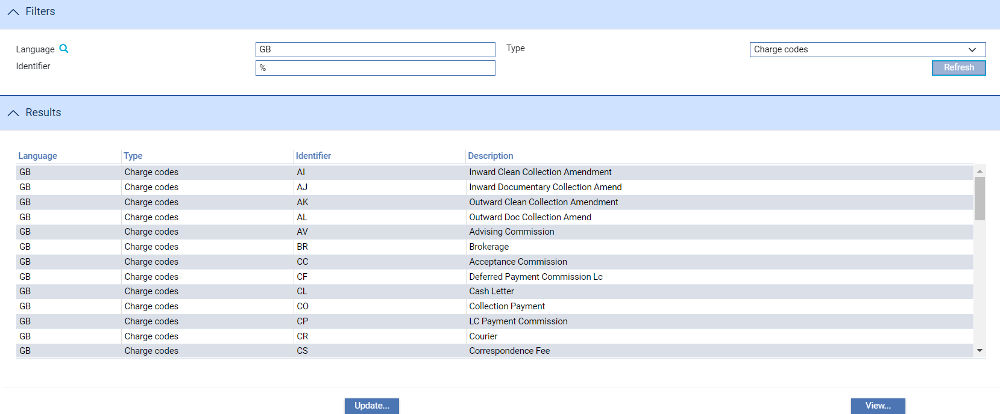 Filters
Language GB Type Charge codes
Identifier % Refresh
Results
Language Type Identifier Description
GB Charge codes AI Inward Clean Collection Amendment
GB Charge codes AJ Inward Documentary Collection Amend
GB Charge codes AK Outward Clean Collection Amendment
GB Charge codes AL Outward Doc Collection Amend
GB Charge codes AV Advising Commission
GB Charge codes BR Brokerage
GB Charge codes CC Acceptance Commission
GB Charge codes CF Deferred Payment Commission Lc
GB Charge codes CL Cash Letter
GB Charge codes CO Collection Payment
GB Charge codes CP LC Payment Commission
GB Charge codes CR Courier
GB Charge codes CS Correspondence Fee
Update... View...